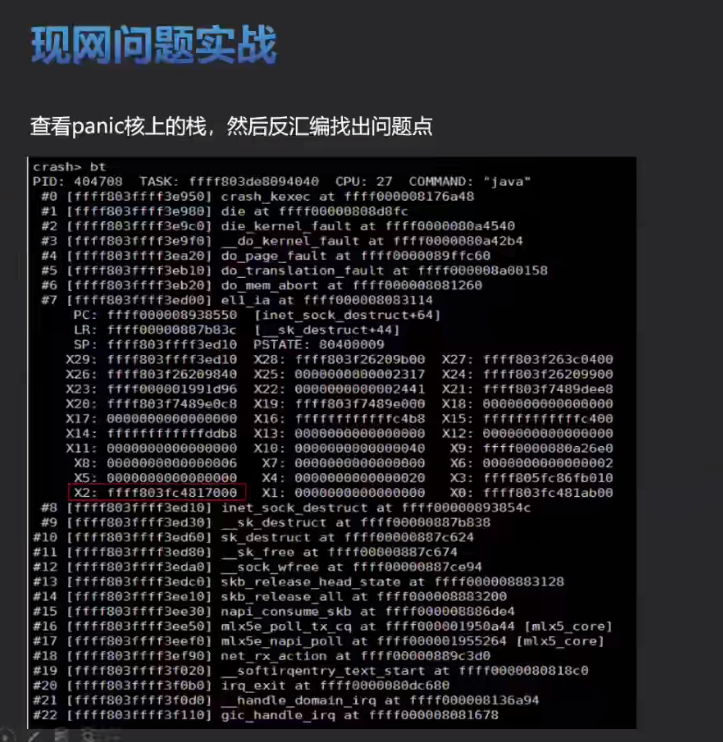 现网问题实战
查看panic核上的栈，然后反汇编找出问题点
crash> bt
PID: 404708 TASK: ffff803de8094040 CPU: 27 COMMAND: "java"
#0 [ffff803ffff3e950] crash_kexec at ffff000008176a48
#1 [ffff803ffff3e980] die at ffff00000808d8fc
#2 [ffff803ffff3e9c0] die_kernel_fault at ffff0000080a4540
#3 [ffff803ffff3e9f0] __do_kernel_fault at ffff0000080a42b4
#4 [ffff803ffff3ea20] do_page_fault at ffff0000089ffc60
#5 [ffff803ffff3eb10] do_translation_fault at ffff000008a00158
#6 [ffff803ffff3eb20] do_mem_abort at ffff000008081260
#7 [ffff803ffff3ed00] el1_ia at ffff000008083114
PC: ffff000008938550 [inet_sock_destruct+64]
LR: ffff00000887b83c [__sk_destruct+44]
SP: ffff803ffff3ed10 PSTATE: 80400009
X29: ffff803ffff3ed10 X28: ffff803f26209b00 X27: ffff803f263c0400
X26: ffff803f26209840 X25: 0000000000002317 X24: ffff803f26209900
X23: ffff000001991d96 X22: 0000000000002441 X21: ffff803f7489dee8
X20: ffff803f7489e0c8 X19: ffff803f7489e000 X18: 0000000000000000
X17: 0000000000000000 X16: ffffffffffffc4b8 X15: ffffffffffffc400
X14: ffffffffffffddb8 X13: 0000000000000000 X12: 0000000000000000
X11: 0000000000000000 X10: 0000000000000040 X9: ffff0000880a26e0
X8: 0000000000000006 X7: 0000000000000000 X6: 0000000000000002
X5: 0000000000000000 X4: 0000000000000020 X3: ffff805fc86fb010
X2: ffff803fc4817000 X1: 0000000000000000 X0: ffff803fc481ab00
#8 [ffff803ffff3ed10] inet_sock_destruct at ffff00000893854c
#9 [ffff803ffff3ed30] __sk_destruct at ffff00000887b838
#10 [ffff803ffff3ed60] sk_destruct at ffff00000887c624
#11 [ffff803ffff3ed80] __sk_free at ffff00000887c674
#12 [ffff803ffff3eda0] __sock_wfree at ffff00000887ce94
#13 [ffff803ffff3edc0] skb_release_head_state at ffff000008883128
#14 [ffff803ffff3ee10] skb_release_all at ffff000008883200
#15 [ffff803ffff3ee30] napi_consume_skb at ffff000008886de4
#16 [ffff803ffff3ee50] mlx5e_poll_tx_cq at ffff000001950a44 [mlx5_core]
#17 [ffff803ffff3eef0] mlx5e_napi_poll at ffff000001955264 [mlx5_core]
#18 [ffff803ffff3ef90] net_rx_action at ffff00000889c3d0
#19 [ffff803ffff3f020] __softirqentry_text_start at ffff0000080818c0
#20 [ffff803ffff3f0b0] irq_exit at ffff0000080dc680
#21 [ffff803ffff3f0d0] __handle_domain_irq at ffff000008136a94
#22 [ffff803ffff3f110] gic_handle_irq at ffff000008081678